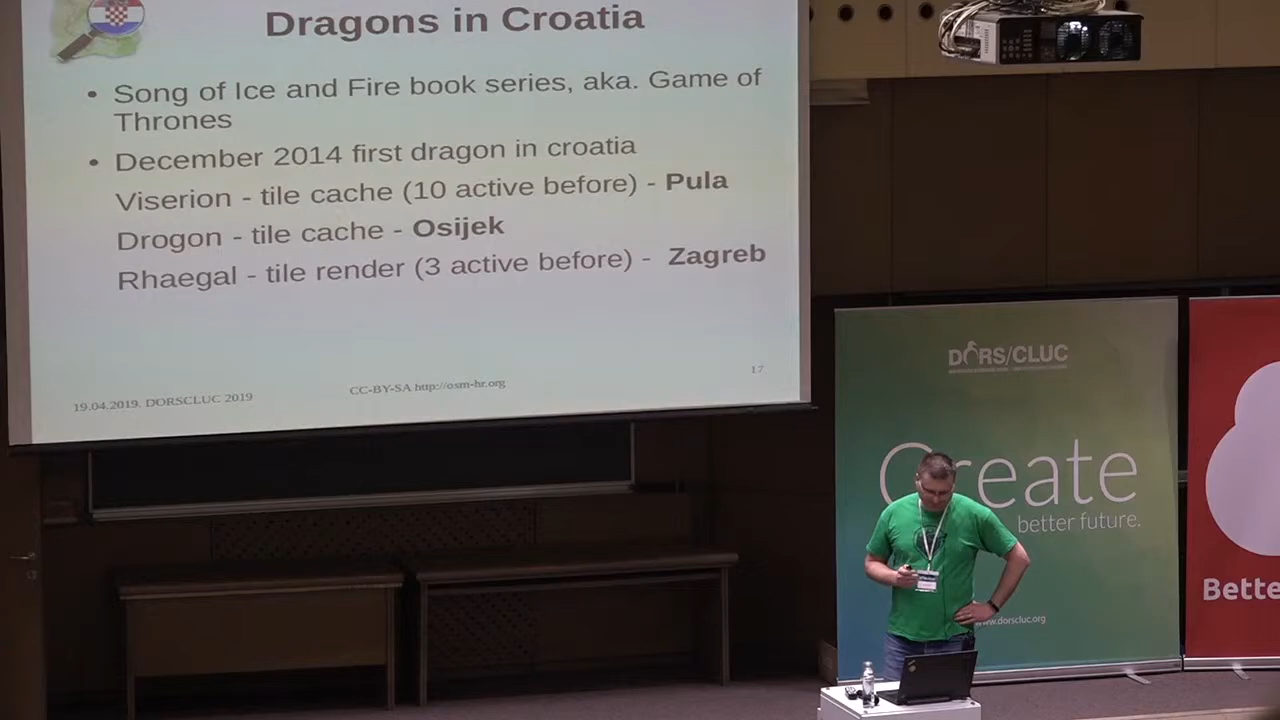 Dragons in Croatia
• Song of Ice and Fire book series, aka. Game of
Thrones
• December 2014 first dragon in croatia
Viserion - tile cache (10 active before) - Pula
Drogon - tile cache - Osijek
Rhaegal - tile render (3 active before) - Zagreb
19.04.2019. DORSCLUC 2019
CC-BY-SA http://osm-hr.org
17
DORS/CLUC
Create
better future.
www.dorscluc.org
Bette